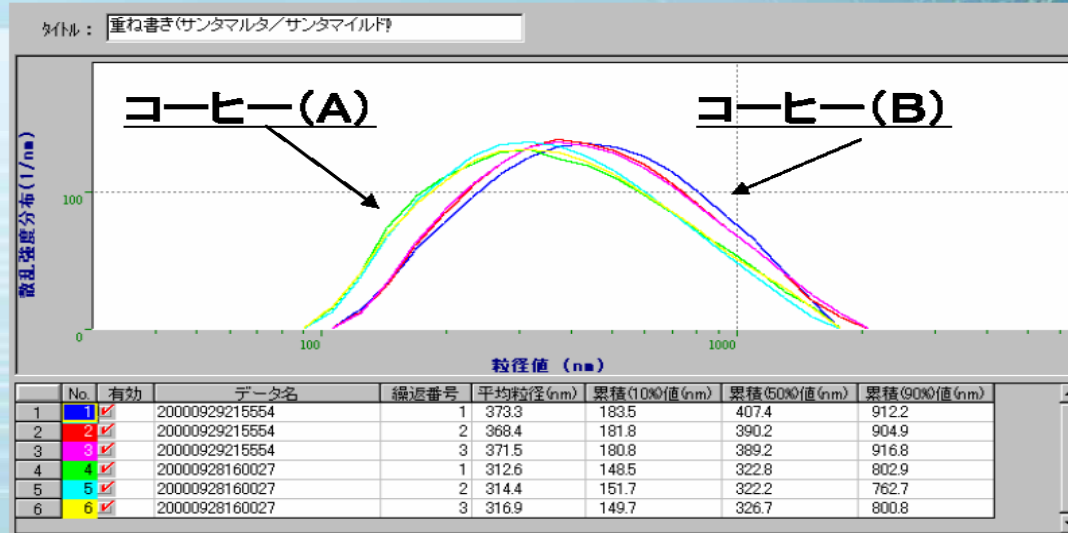 タイトル： 重ね書き(サンタマルタ／サンタマイルド)
コーヒー(A)
コーヒー(B)
散乱強度分布(1/nm)
100
0
100
1000
粒径値 (nm)
No. 有効 データ名 繰返番号 平均粒径(nm) 累積(10%)値(nm) 累積(50%)値(nm) 累積(90%)値(nm)
1 1 20000929215554 1 373.3 183.5 407.4 912.2
2 2 20000929215554 2 368.4 181.8 390.2 904.9
3 3 20000929215554 3 371.5 180.8 389.2 916.8
4 4 20000928160027 1 312.6 148.5 322.8 802.9
5 5 20000928160027 2 314.4 151.7 322.2 762.7
6 6 20000928160027 3 316.9 149.7 326.7 800.8